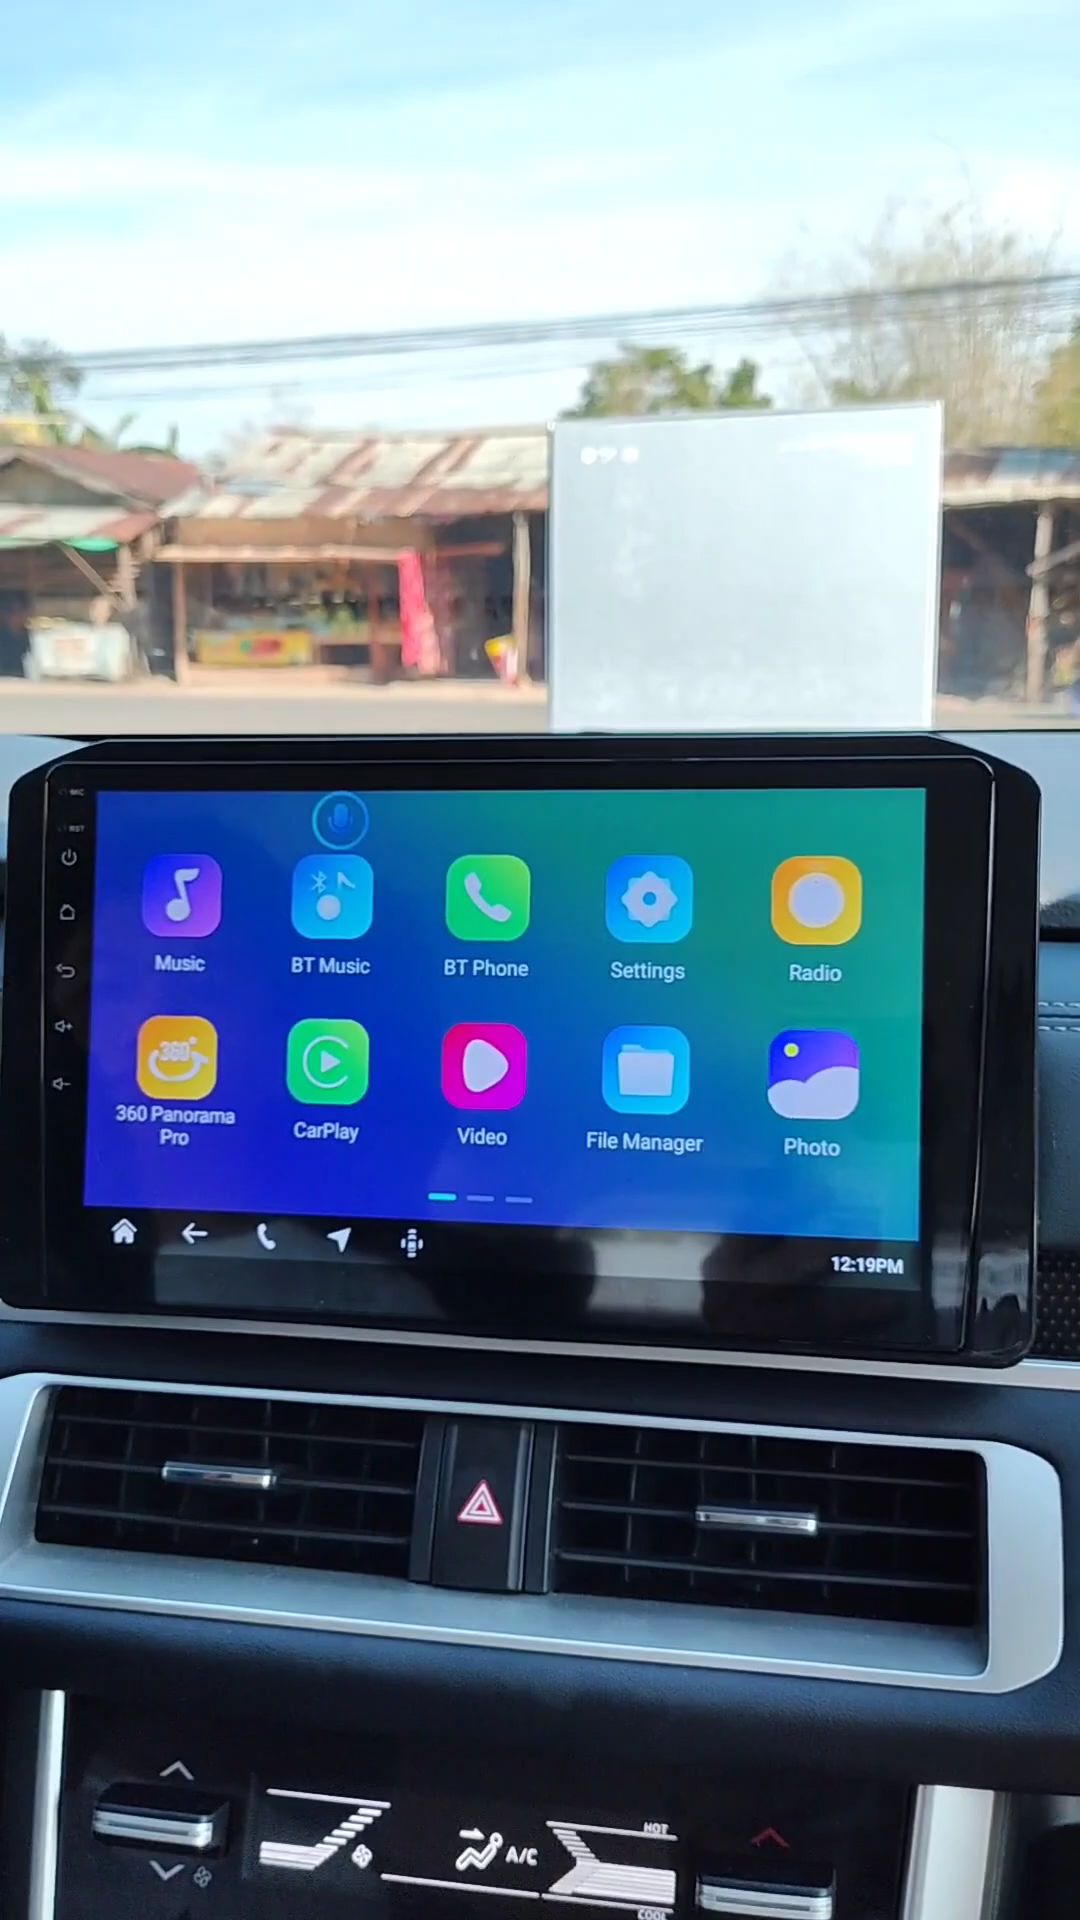 MIC
RST
Music
BT Music
BT Phone
Settings
Radio
360°
360 Panorama
Pro
CarPlay
Video
File Manager
Photo
12:19PM
A/C
HOT
COOL